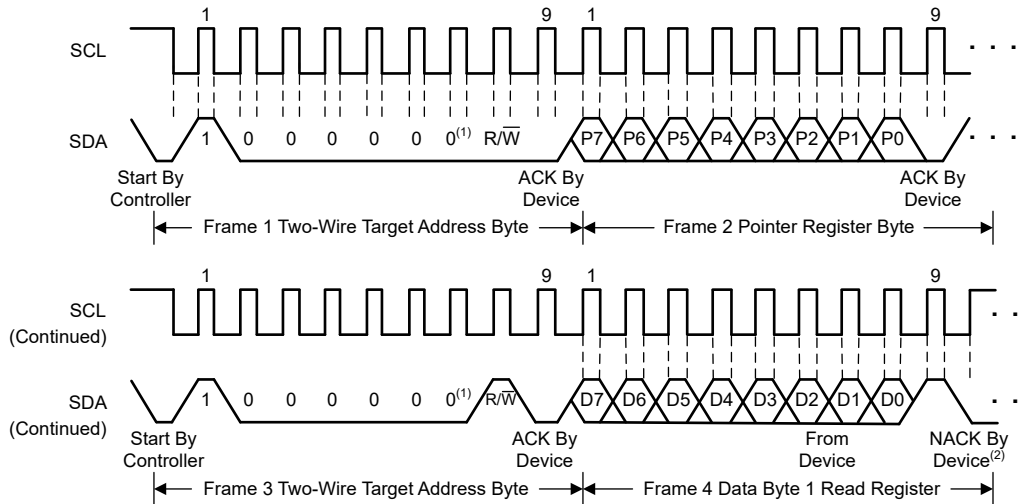 1 9 1 9
SCL . . .
SDA 1 0 0 0 0 0 0(1) R/W̅ P7 P6 P5 P4 P3 P2 P1 P0 . . .
Start By ACK By ACK By
Controller Device Device
Frame 1 Two-Wire Target Address Byte Frame 2 Pointer Register Byte
1 9 1 9
SCL . .
(Continued)
SDA 1 0 0 0 0 0 0(1) R/W̅ D7 D6 D5 D4 D3 D2 D1 D0 . .
(Continued)
Start By ACK By From NACK By
Controller Device Device Device(2)
Frame 3 Two-Wire Target Address Byte Frame 4 Data Byte 1 Read Register